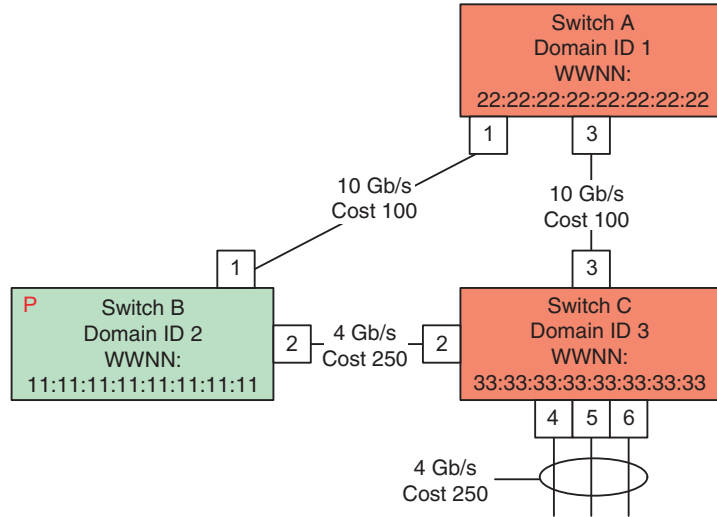 Switch A
Domain ID 1
WWNN:
22:22:22:22:22:22:22:22
1
3
10 Gb/s
Cost 100
10 Gb/s
Cost 100
1
3
P
Switch B
Domain ID 2
WWNN:
11:11:11:11:11:11:11:11
2
4 Gb/s
Cost 250
2
Switch C
Domain ID 3
WWNN:
33:33:33:33:33:33:33:33
4
5
6
4 Gb/s
Cost 250